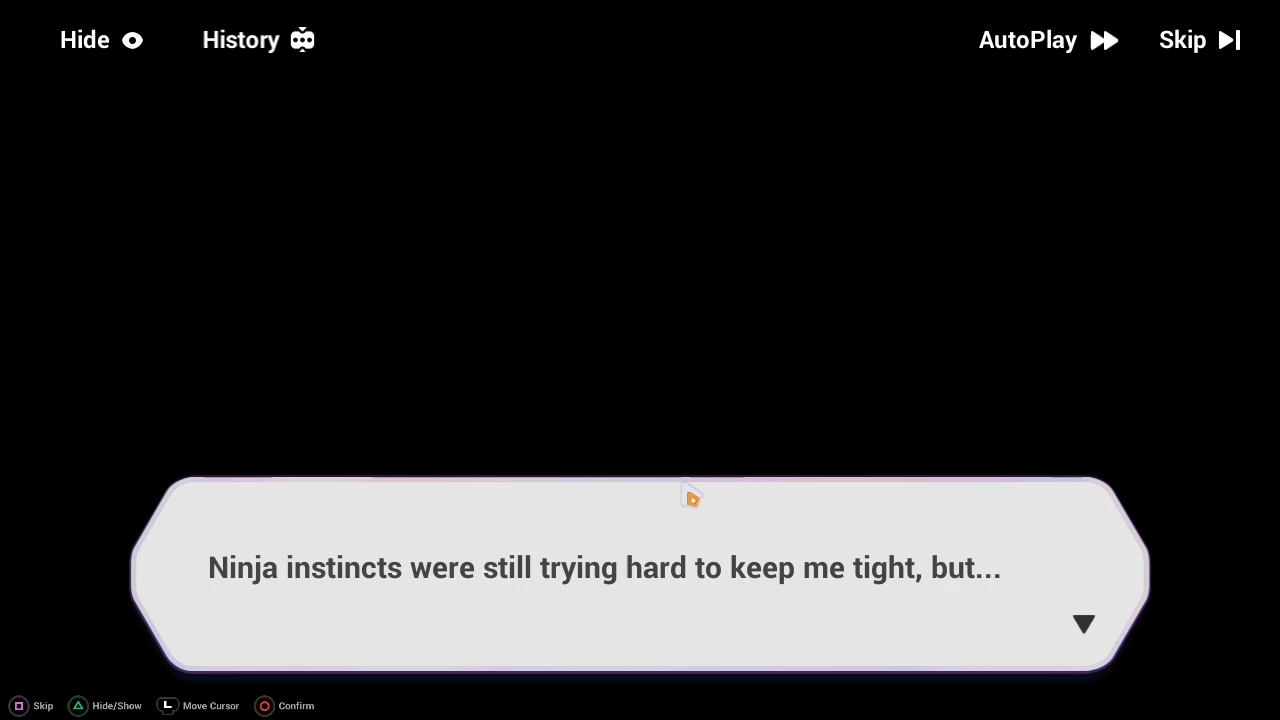 Hide
History
AutoPlay
Skip
Ninja instincts were still trying hard to keep me tight, but...
Skip
Hide/Show
L
Move Cursor
Confirm